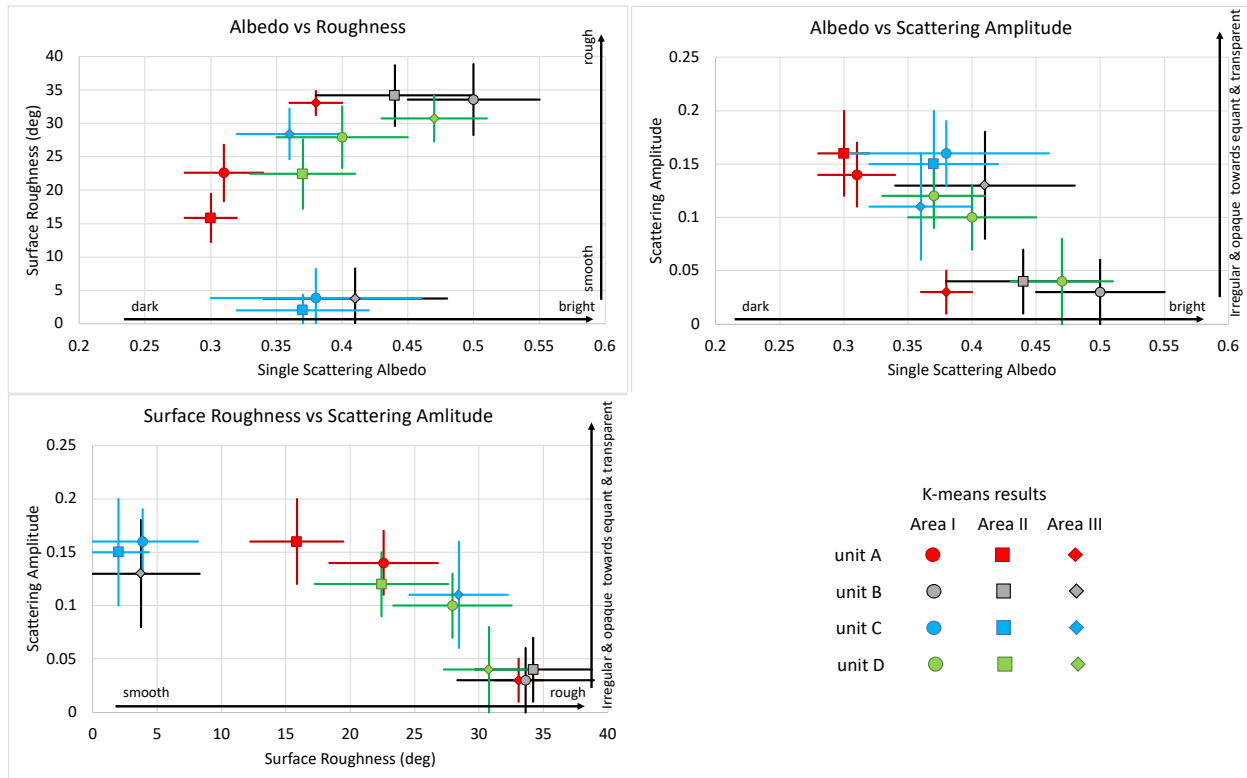 Albedo vs Roughness
Surface Roughness (deg)
40
35
30
25
20
15
10
5
0
rough
smooth
dark
bright
0.2 0.25 0.3 0.35 0.4 0.45 0.5 0.55 0.6
Single Scattering Albedo
Albedo vs Scattering Amplitude
Scattering Amplitude
0.25
0.2
0.15
0.1
0.05
0
Irregular & opaque towards equant & transparent
dark
bright
0.2 0.25 0.3 0.35 0.4 0.45 0.5 0.55 0.6
Single Scattering Albedo
Surface Roughness vs Scattering Amlitude
Scattering Amplitude
0.25
0.2
0.15
0.1
0.05
0
Irregular & opaque towards equant & transparent
smooth
rough
0 5 10 15 20 25 30 35 40
Surface Roughness (deg)
K-means results
Area I Area II Area III
unit A
unit B
unit C
unit D